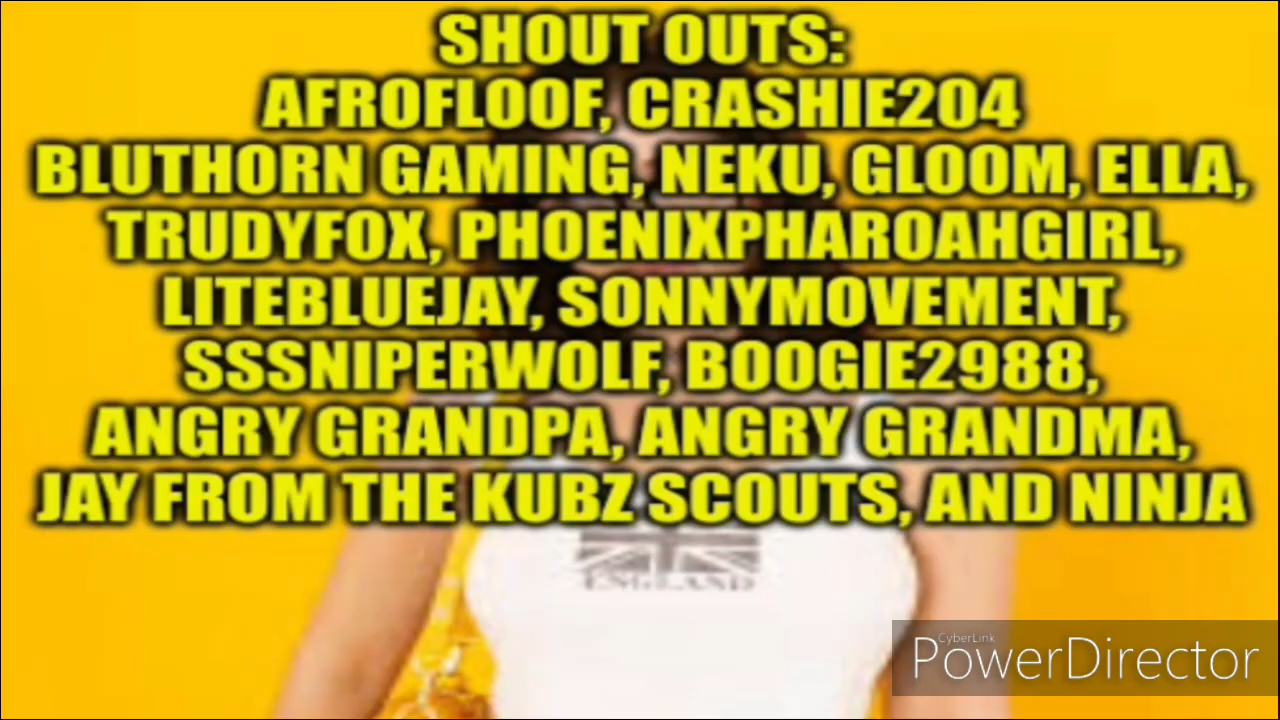 SHOUT OUTS:
AFROFLOOF, CRASHIE204
BLUTHORN GAMING, NEKU, GLOOM, ELLA,
TRUDYFOX, PHOENIXPHAROAHGIRL,
LITEBLUEJAY, SONNYMOVEMENT,
SSSNIPERWOLF, BOOGIE2988,
ANGRY GRANDPA, ANGRY GRANDMA,
JAY FROM THE KUBZ SCOUTS, AND NINJA
ENGLAND
CyberLink
PowerDirector